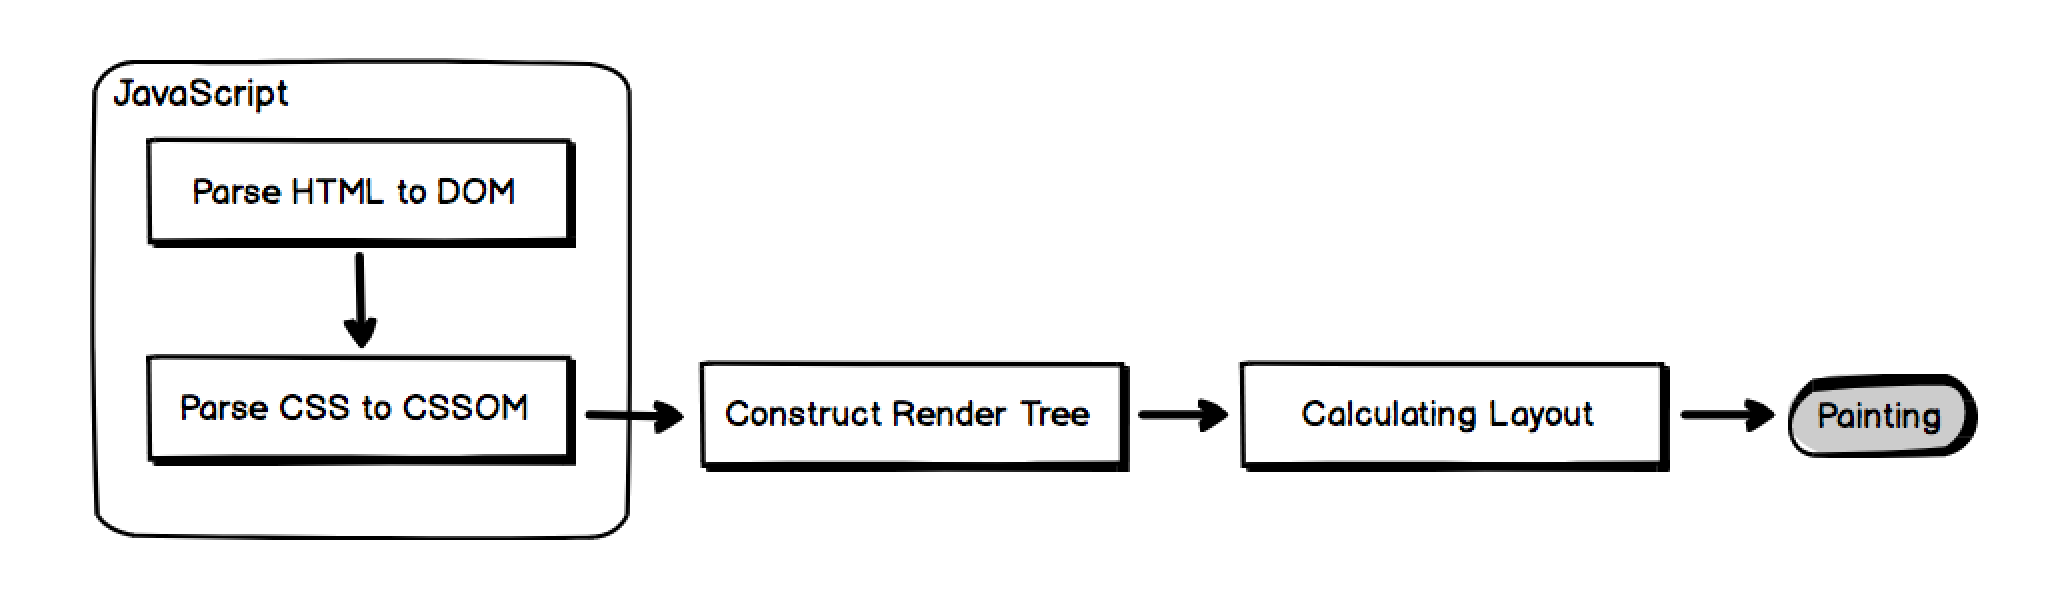 JavaScript
Parse HTML to DOM
Parse CSS to CSSOM
Construct Render Tree
Calculating Layout
Painting